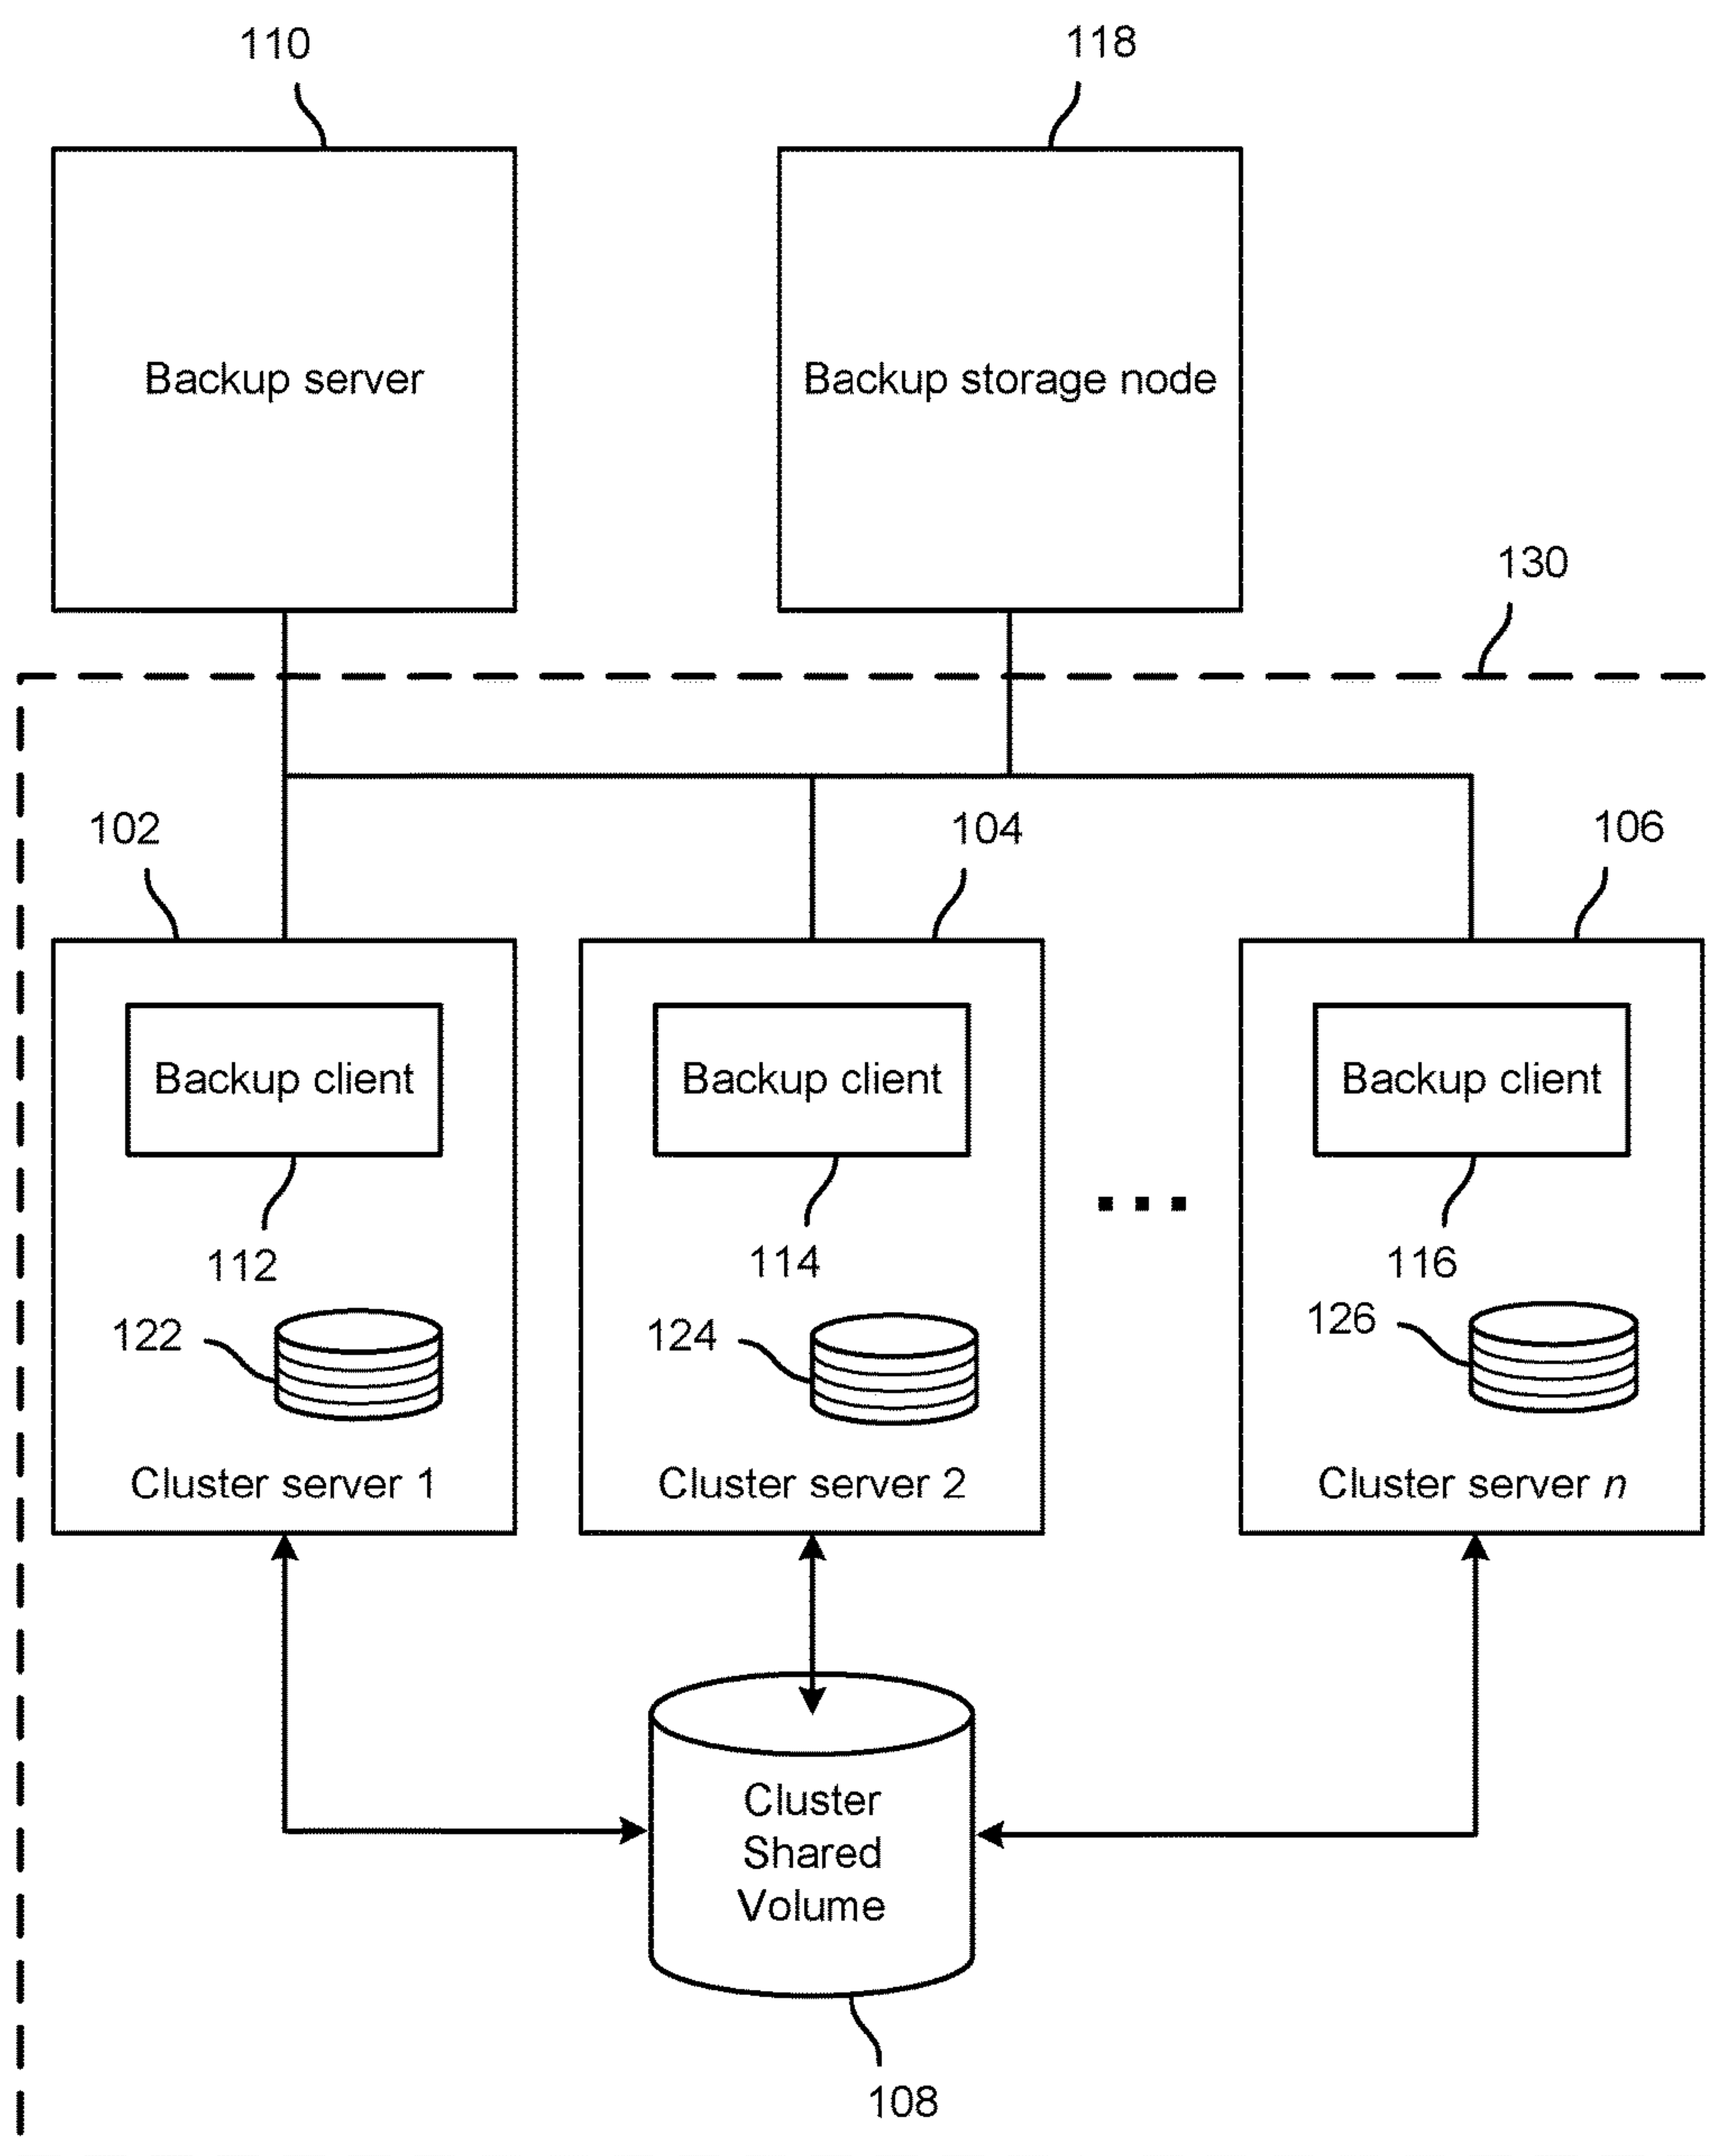 110
118
Backup server
Backup storage node
130
102
104
106
Backup client
Backup client
Backup client
112
114
116
122
124
126
Cluster server 1
Cluster server 2
Cluster server n
Cluster
Shared
Volume
108